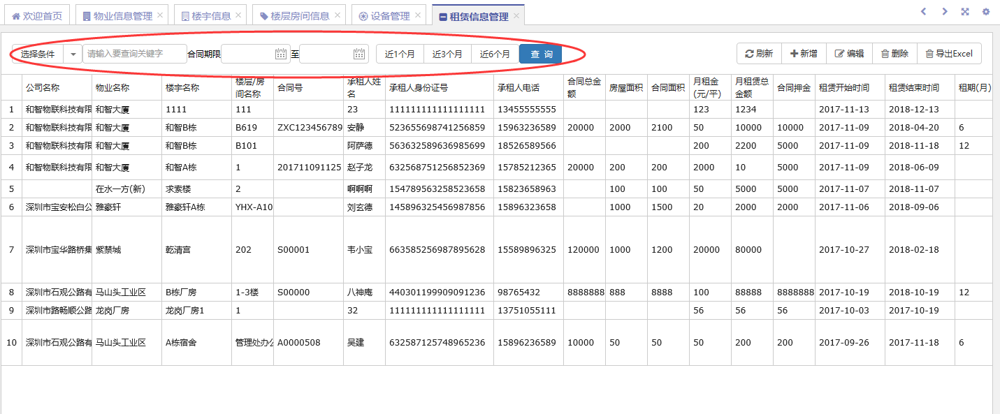 欢迎首页 物业信息管理 楼宇信息 楼层房间信息 设备管理 租赁信息管理
选择条件 请输入要查询关键字 合同期限 至 近1个月 近3个月 近6个月 查 询 刷新 新增 编辑 删除 导出Excel
公司名称 物业名称 楼宇名称 楼层/房间名称 合同号 承租人姓名 承租人身份证号 承租人电话 合同总金额 房屋面积 合同面积 月租金(元/平) 月租赁总金额 合同押金 租赁开始时间 租赁结束时间 租期(月)
1 和智物联科技有限 和智大厦 1111 111 23 111111111111111111 13455555555 123 1234 2017-11-13 2018-12-13
2 和智物联科技有限 和智大厦 和智B栋 B619 ZXC123456789 安静 523655698741256859 15963236589 20000 2000 2100 50 10000 10000 2017-11-09 2018-04-20 6
3 和智物联科技有限 和智大厦 和智B栋 B101 阿萨德 563632589636985699 18526589566 200 2200 5000 2017-11-09 2018-11-18 12
4 和智物联科技有限 和智大厦 和智A栋 1 201711091125 赵子龙 632568751256852369 15785212365 20000 200 200 2000 10 5000 2017-11-09 2018-06-09
5 在水一方(新) 求索楼 2 啊啊啊 154789563258523658 15823658963 100 100 50 5000 5000 2017-11-07 2018-11-07
6 深圳市宝安松白公 雅豪轩 雅豪轩A栋 YHX-A10 刘玄德 145896325456987856 15896323658 1000 1500 20 2000 2000 2017-11-06 2018-09-06
7 深圳市宝华路桥集 紫禁城 乾清宫 202 S00001 韦小宝 663585256987895628 15589896325 120000 1000 1200 20000 80000 2017-10-27 2018-02-18
8 深圳市石观公路有 马山头工业区 B栋厂房 1-3楼 S00000 八神庵 440301199909091236 98765432 8888888 888 8888 100 88888 8888888 2017-10-19 2018-10-19 12
9 深圳市路畅顺公路 龙岗厂房 龙岗厂房1 1 32 111111111111111111 13751055111 56 56 56 2017-10-03 2017-10-19
10 深圳市石观公路有 马山头工业区 A栋宿舍 管理处办公 A0000508 吴建 632587125748965236 15896236589 10000 50 50 50 200 200 2017-09-26 2017-11-18 6